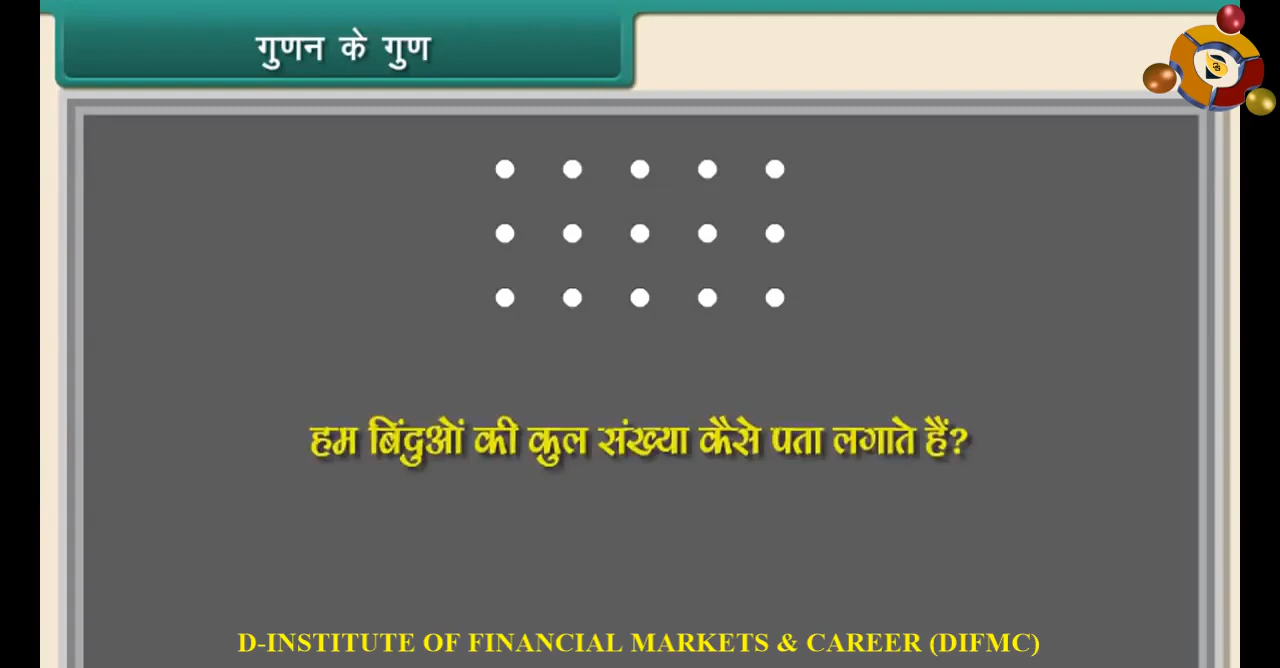 गुणन के गुण
हम बिंदुओं की कुल संख्या कैसे पता लगाते हैं?
D-INSTITUTE OF FINANCIAL MARKETS & CAREER (DIFMC)